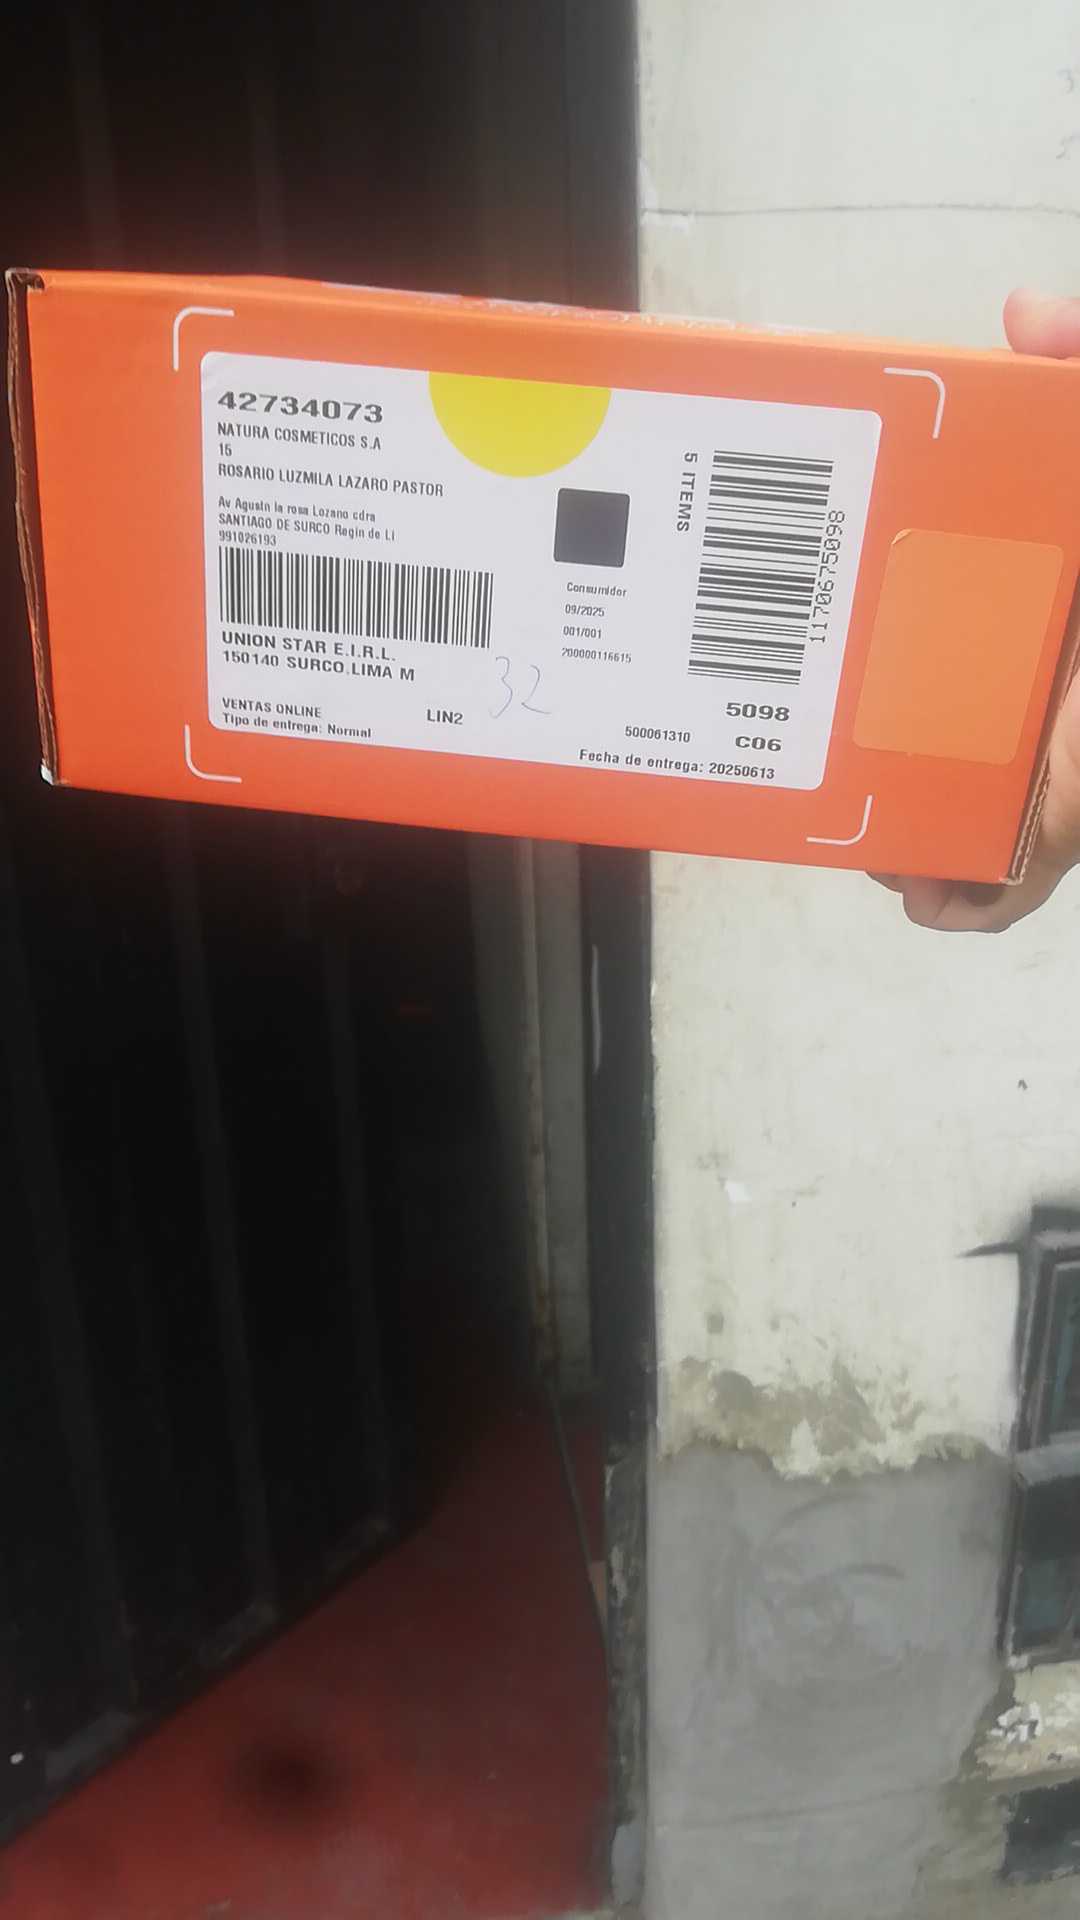 42734073
NATURA COSMETICOS S.A
15
ROSARIO LUZMILA LAZARO PASTOR
Av Agustn la rosa Lozano cdra
SANTIAGO DE SURCO Regin de Li
991026193
UNION STAR E.I.R.L.
150140 SURCO.LIMA M
VENTAS ONLINE
Tipo de entrega: Normal
LIN2
32
Consumidor
09/2025
001/001
200000116615
5 ITEMS
1170675098
5098
500061310
C06
Fecha de entrega: 20250613